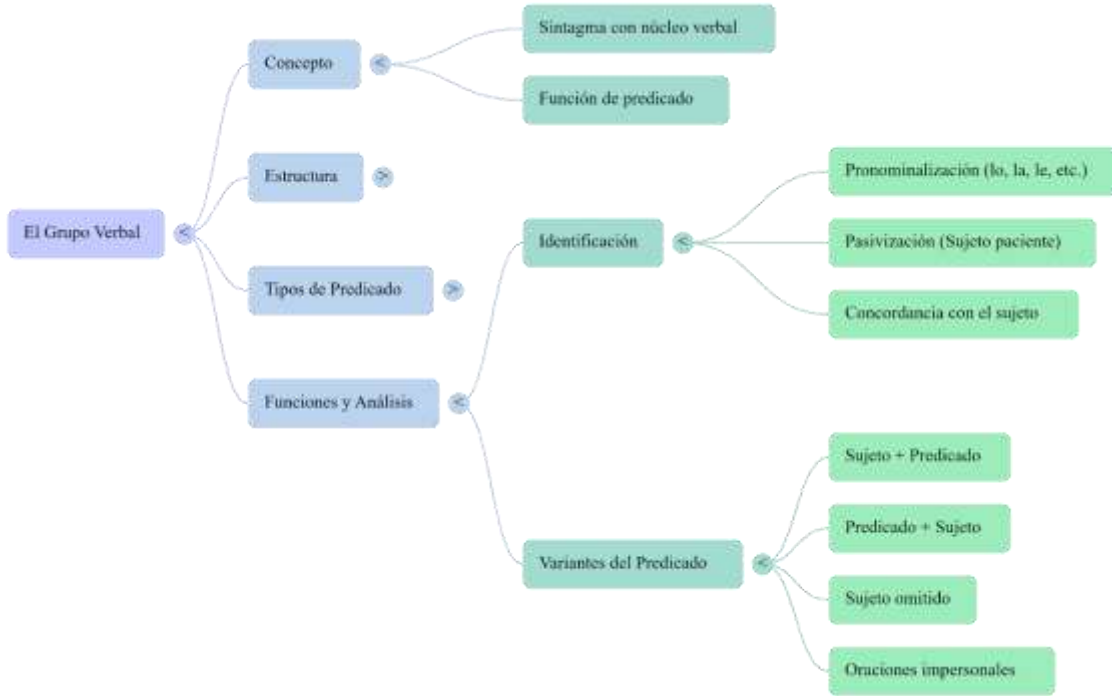 El Grupo Verbal
Concepto
Sintagma con núcleo verbal
Función de predicado
Estructura
Tipos de Predicado
Funciones y Análisis
Identificación
Pronominalización (lo, la, le, etc.)
Pasivización (Sujeto paciente)
Concordancia con el sujeto
Variantes del Predicado
Sujeto + Predicado
Predicado + Sujeto
Sujeto omitido
Oraciones impersonales